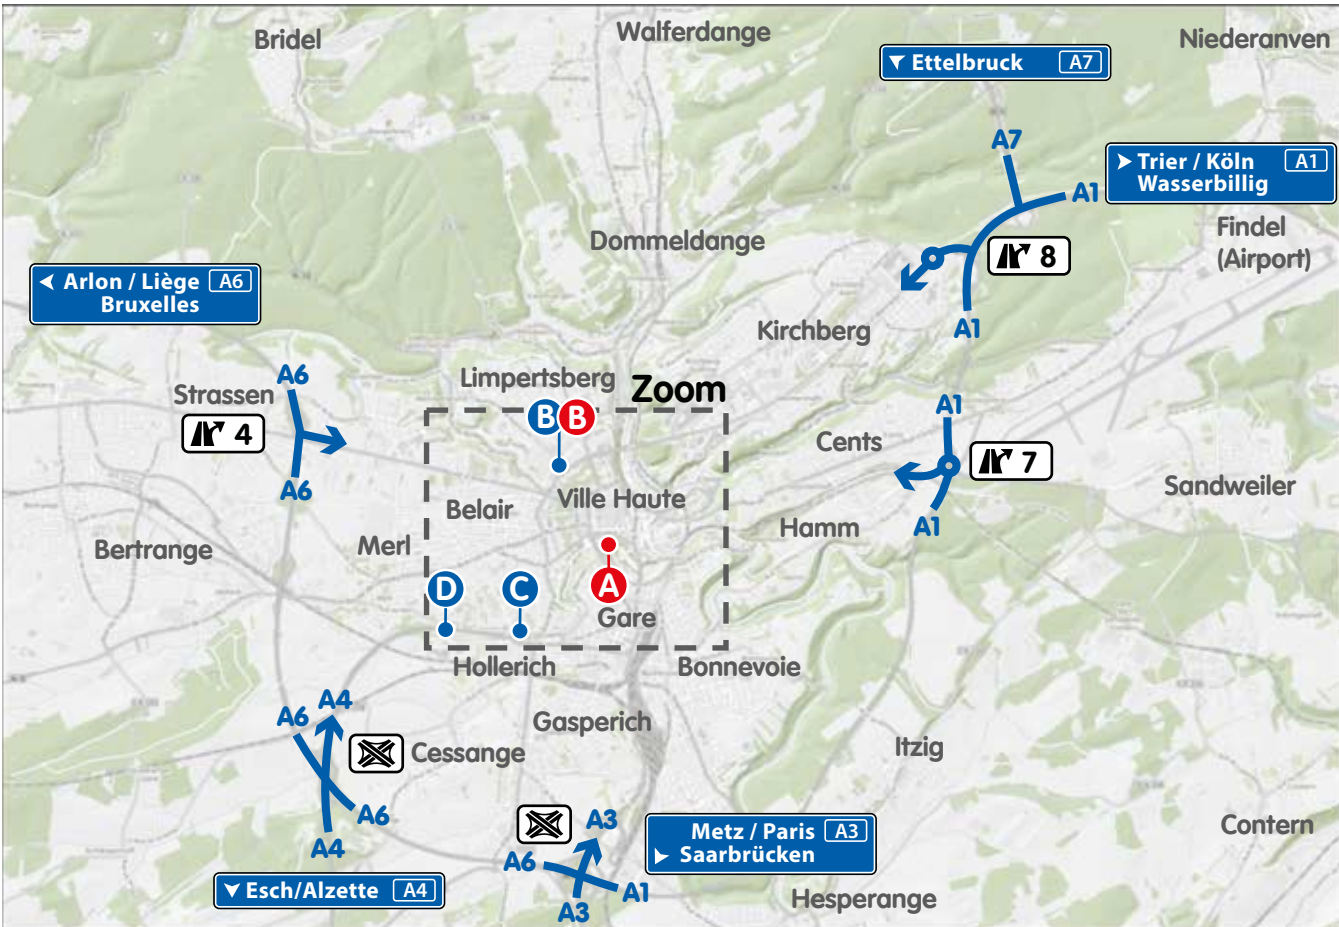 Bridel
Walferdange
Niederanven
Ettelbruck A7
A7
Trier / Köln A1
Wasserbillig
A1
Findel
(Airport)
Dommeldange
8
Arlon / Liège A6
Bruxelles
Kirchberg
A1
A6
Strassen
4
A6
Limpertsberg
Zoom
B B
A1
Cents
7
A1
Belair
Ville Haute
Sandweiler
Hamm
Bertrange
Merl
D
C
A
Gare
Hollerich
Bonnevoie
A6
A4
Gasperich
Cessange
Itzig
A6
A4
A3
Metz / Paris A3
Saarbrücken
Contern
A6
A1
A3
Esch/Alzette A4
Hesperange